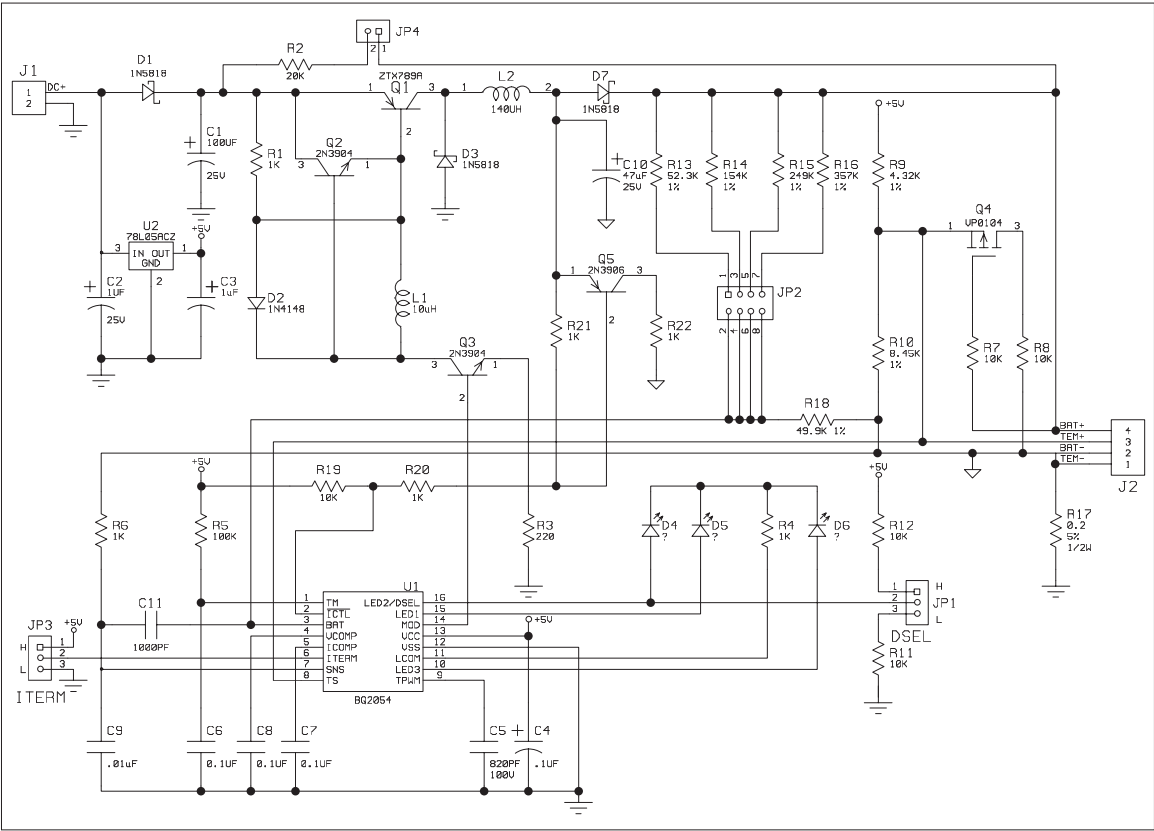 JP4
2 1
R2
20K
J1
DC+
1
2
D1
1N5818
ZTX789A
Q1
1 3
2
L2
140UH
2
D7
1N5818
+5V
C1
100UF
25V
+
R1
1K
Q2
2N3904
3 1
2
D3
1N5818
C10
47uF
25V
+
R13
52.3K
1%
R14
154K
1%
R15
249K
1%
R16
357K
1%
R9
4.32K
1%
Q4
VP0104
1 3
U2
78L05ACZ
+5V
3 IN OUT 1
GND
2
C2
1UF
25V
+
C3
1uF
+
D2
1N4148
L1
10uH
Q5
2N3906
1 3
2
1 3 5 7
JP2
2 4 6 8
R21
1K
R22
1K
R10
8.45K
1%
R7
10K
R8
10K
Q3
2N3904
3 1
2
R18
49.9K 1%
BAT+ 4
TEM+ 3
BAT- 2
TEM- 1
J2
+5V
R19
10K
R20
1K
+5V
R6
1K
R5
100K
R3
220
D4
?
D5
?
R4
1K
D6
?
R12
10K
R17
0.2
5%
1/2W
U1
1 TM LED2/DSEL 16
2 ICTL LED1 15
3 BAT MOD 14
4 VCOMP VCC 13
5 ICOMP VSS 12
6 ITERM LCOM 11
7 SNS LED3 10
8 TS TPWM 9
BQ2054
+5V
C11
1000PF
JP3
+5V
H 1
2
L 3
ITERM
1 H
2 JP1
3 L
DSEL
R11
10K
C9
.01uF
C6
0.1UF
C8
0.1UF
C7
0.1UF
C5
820PF
100V
+ C4
.1UF